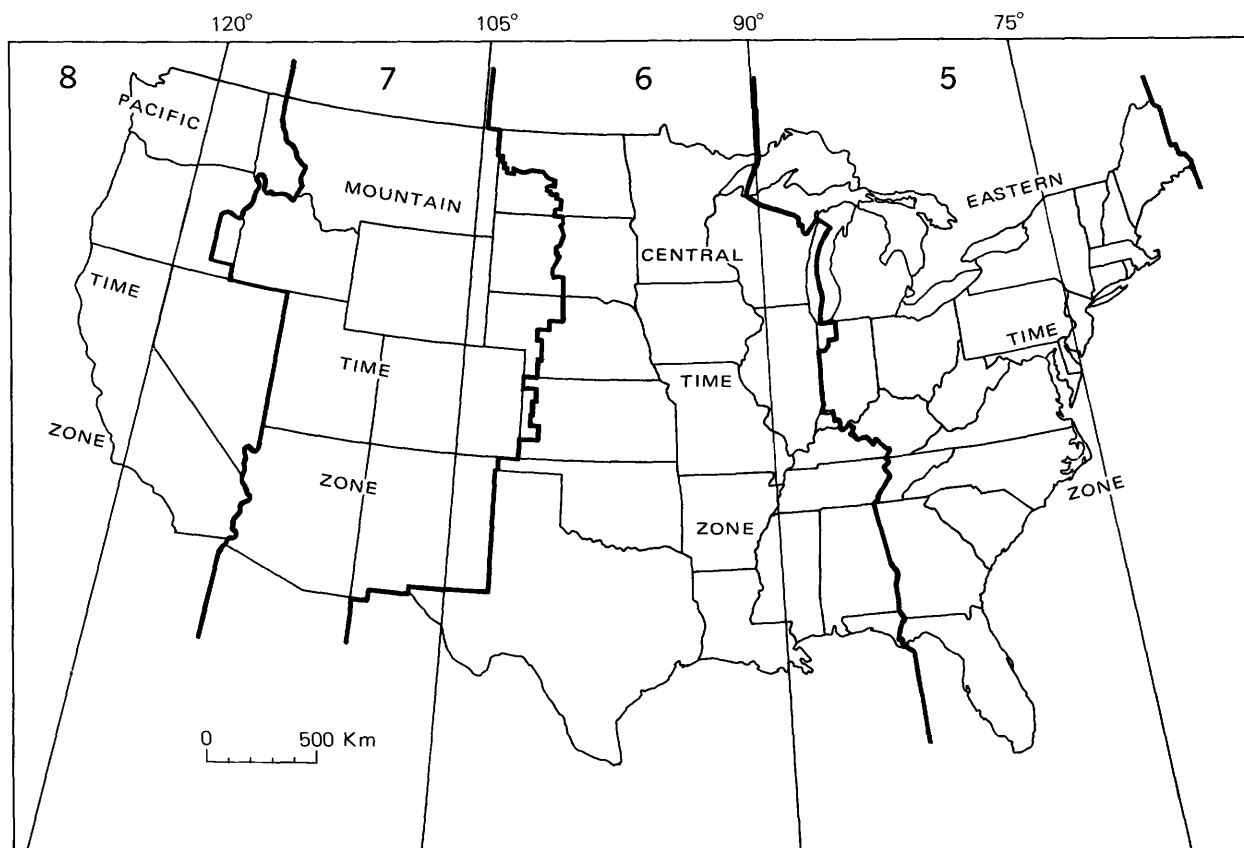 120° 105° 90° 75°
8 7 6 5
PACIFIC
MOUNTAIN
EASTERN
CENTRAL
TIME
TIME
TIME
TIME
ZONE
ZONE
ZONE
ZONE
0 500 Km